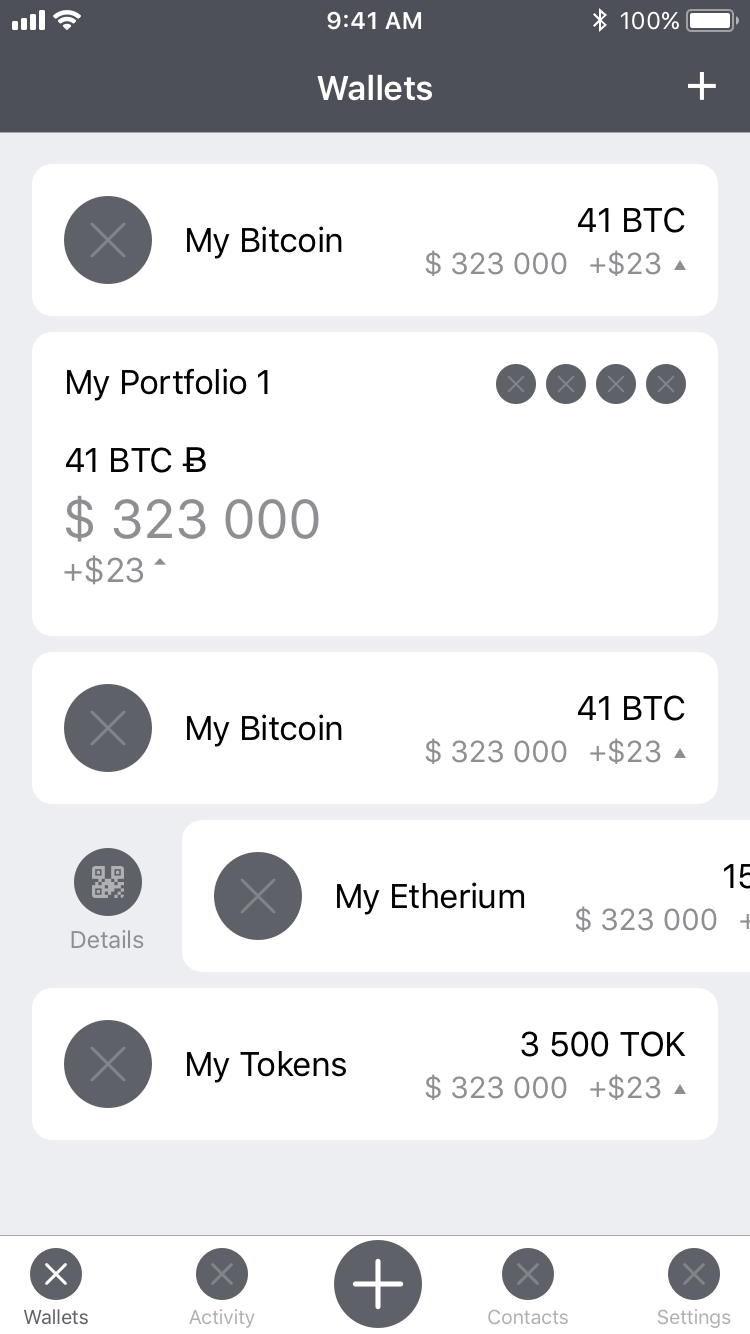 9:41 AM 100%
Wallets +
My Bitcoin
41 BTC
$ 323 000 +$23 ▲
My Portfolio 1
41 BTC Ƀ
$ 323 000
+$23 ▲
My Bitcoin
41 BTC
$ 323 000 +$23 ▲
Details
My Etherium
15
$ 323 000 +
My Tokens
3 500 TOK
$ 323 000 +$23 ▲
Wallets Activity Contacts Settings